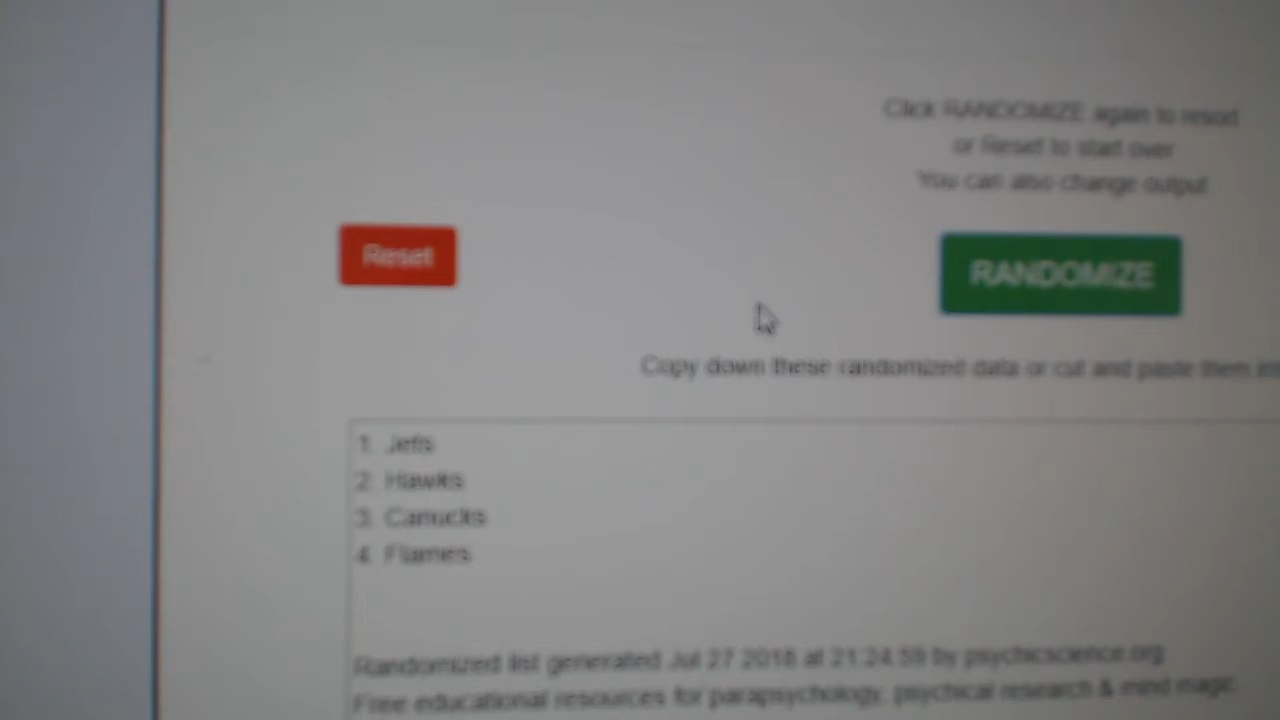 Click RANDOMIZE again to resort
or Reset to start over
You can also change output
Reset
RANDOMIZE
Copy down these randomized data or cut and paste them
1. Jets
2. Hawks
3. Canucks
4. Flames
Randomized list generated Jul 27 2018 at 21:24:59 by psychicscience.org
Free educational resources for parapsychology, psychical research & mind magic